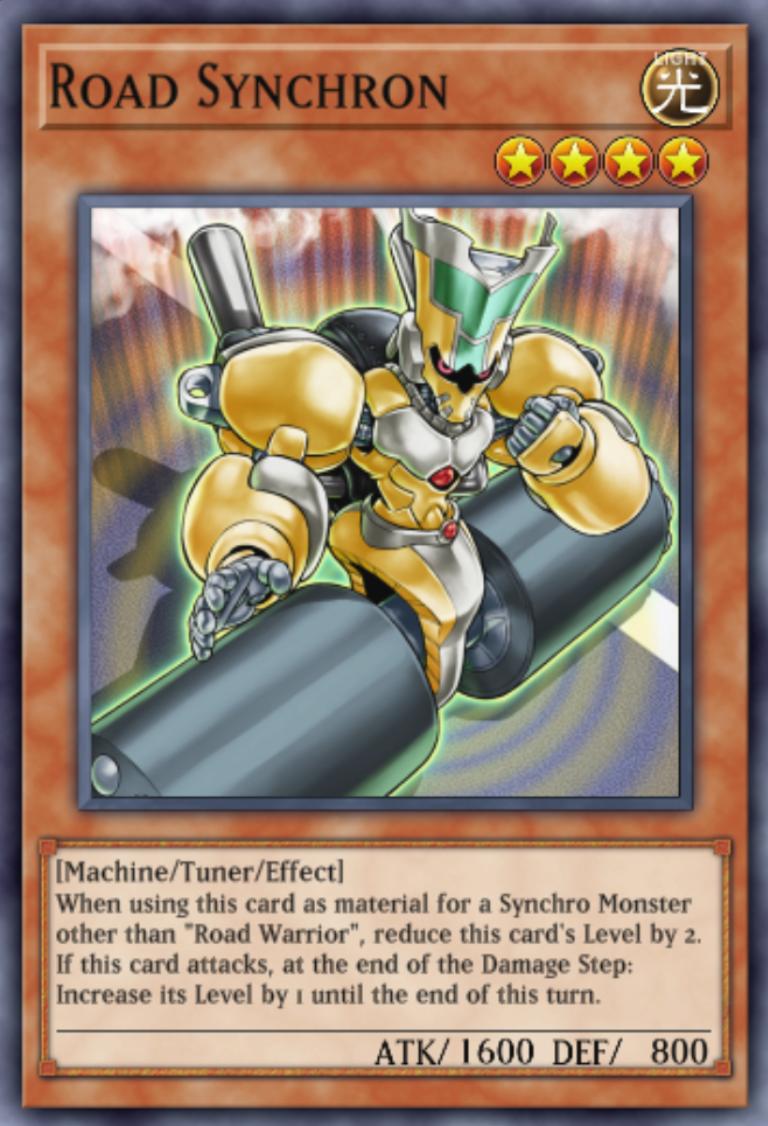 ROAD SYNCHRON
LIGHT
光
[Machine/Tuner/Effect]
When using this card as material for a Synchro Monster
other than "Road Warrior", reduce this card's Level by 2.
If this card attacks, at the end of the Damage Step:
Increase its Level by 1 until the end of this turn.
ATK/ 1600 DEF/ 800